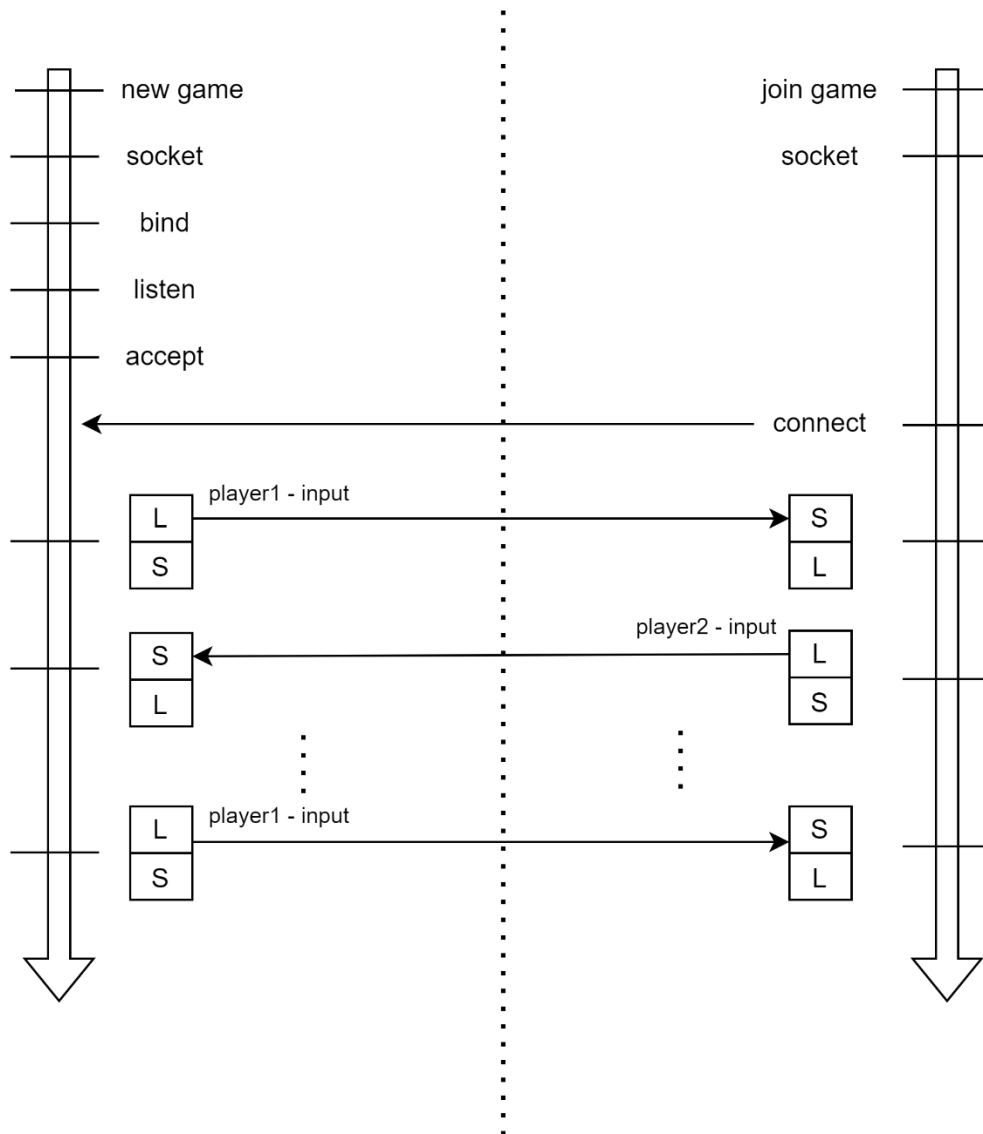 new game
join game
socket
socket
bind
listen
accept
connect
player1 - input
L
S
S
L
player2 - input
S
L
L
S
player1 - input
L
S
S
L